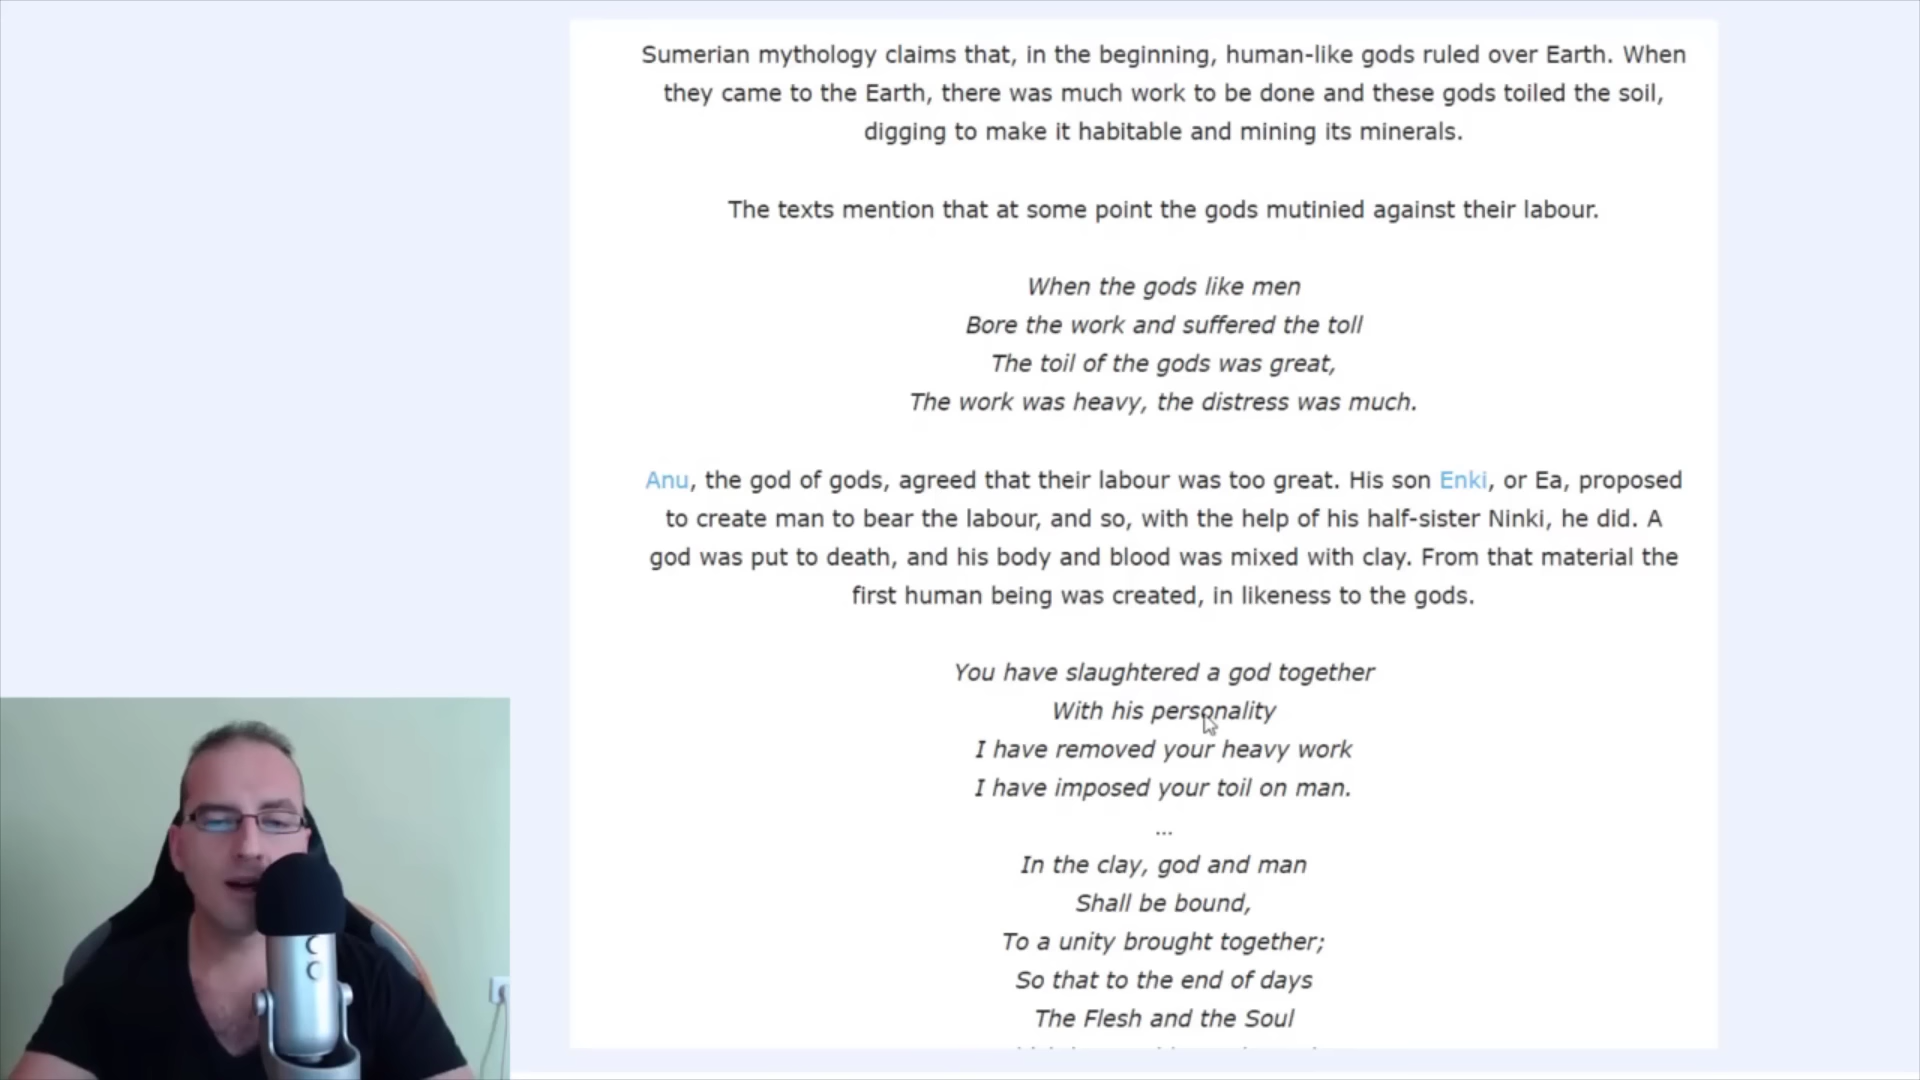 Sumerian mythology claims that, in the beginning, human-like gods ruled over Earth. When
they came to the Earth, there was much work to be done and these gods toiled the soil,
digging to make it habitable and mining its minerals.
The texts mention that at some point the gods mutinied against their labour.
When the gods like men
Bore the work and suffered the toll
The toil of the gods was great,
The work was heavy, the distress was much.
Anu, the god of gods, agreed that their labour was too great. His son Enki, or Ea, proposed
to create man to bear the labour, and so, with the help of his half-sister Ninki, he did. A
god was put to death, and his body and blood was mixed with clay. From that material the
first human being was created, in likeness to the gods.
You have slaughtered a god together
With his personality
I have removed your heavy work
I have imposed your toil on man.
...
In the clay, god and man
Shall be bound,
To a unity brought together;
So that to the end of days
The Flesh and the Soul